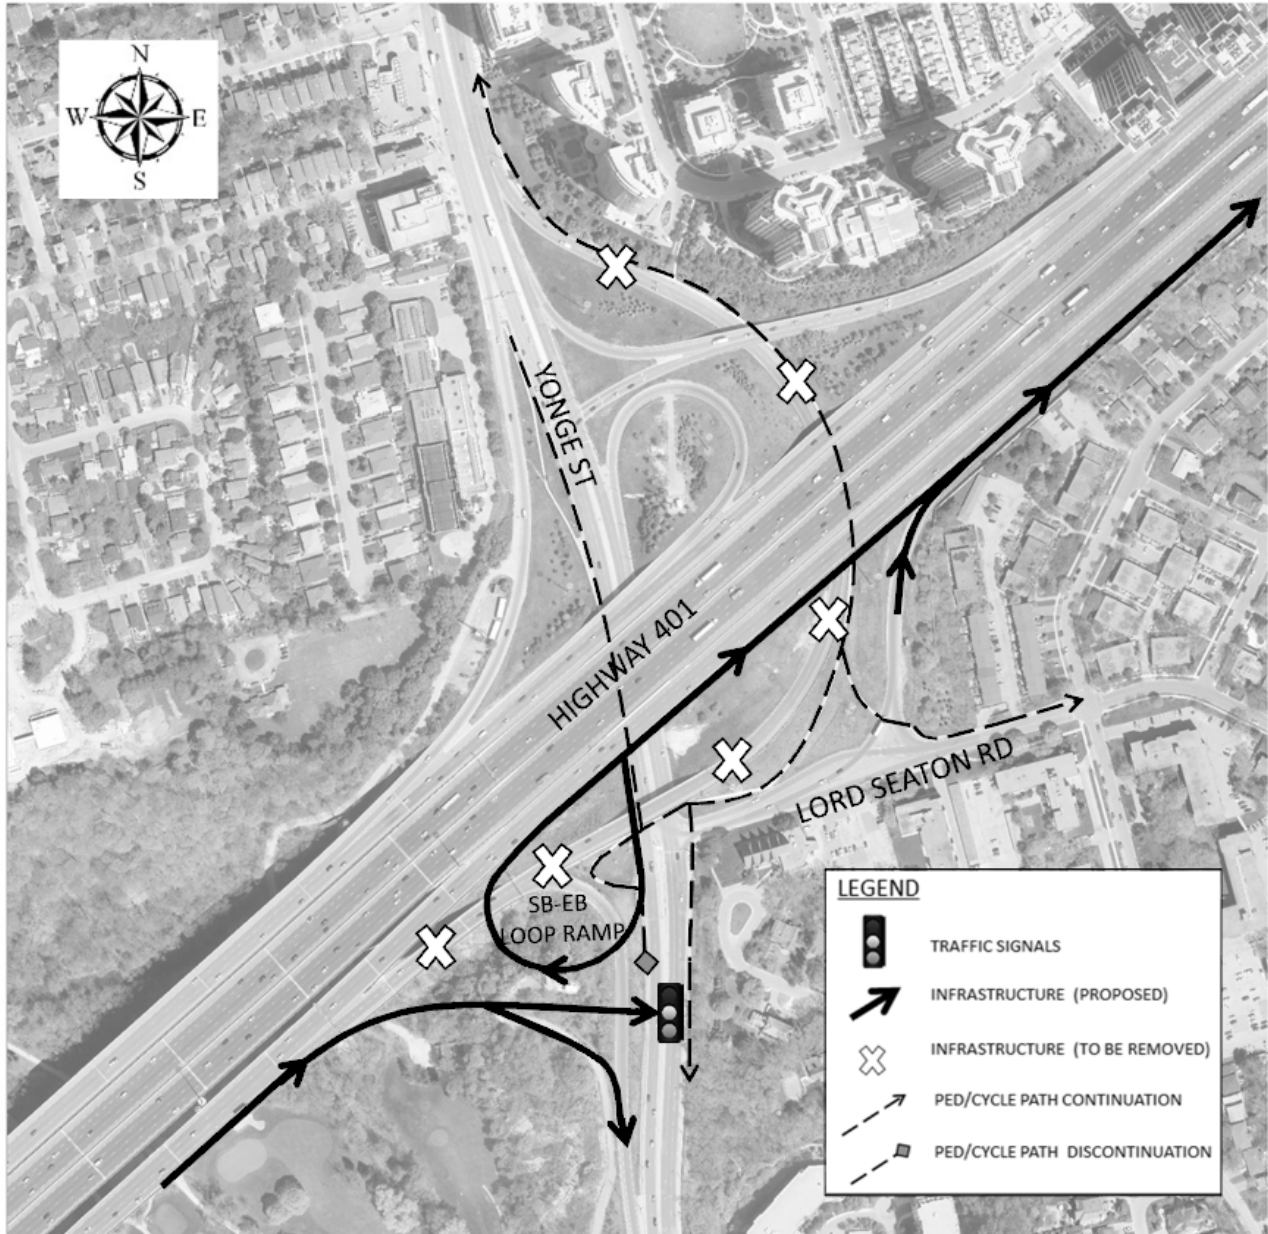 N
W E
S
YONGE ST
HIGHWAY 401
LORD SEATON RD
SB-EB
LOOP RAMP
LEGEND
TRAFFIC SIGNALS
INFRASTRUCTURE (PROPOSED)
INFRASTRUCTURE (TO BE REMOVED)
PED/CYCLE PATH CONTINUATION
PED/CYCLE PATH DISCONTINUATION